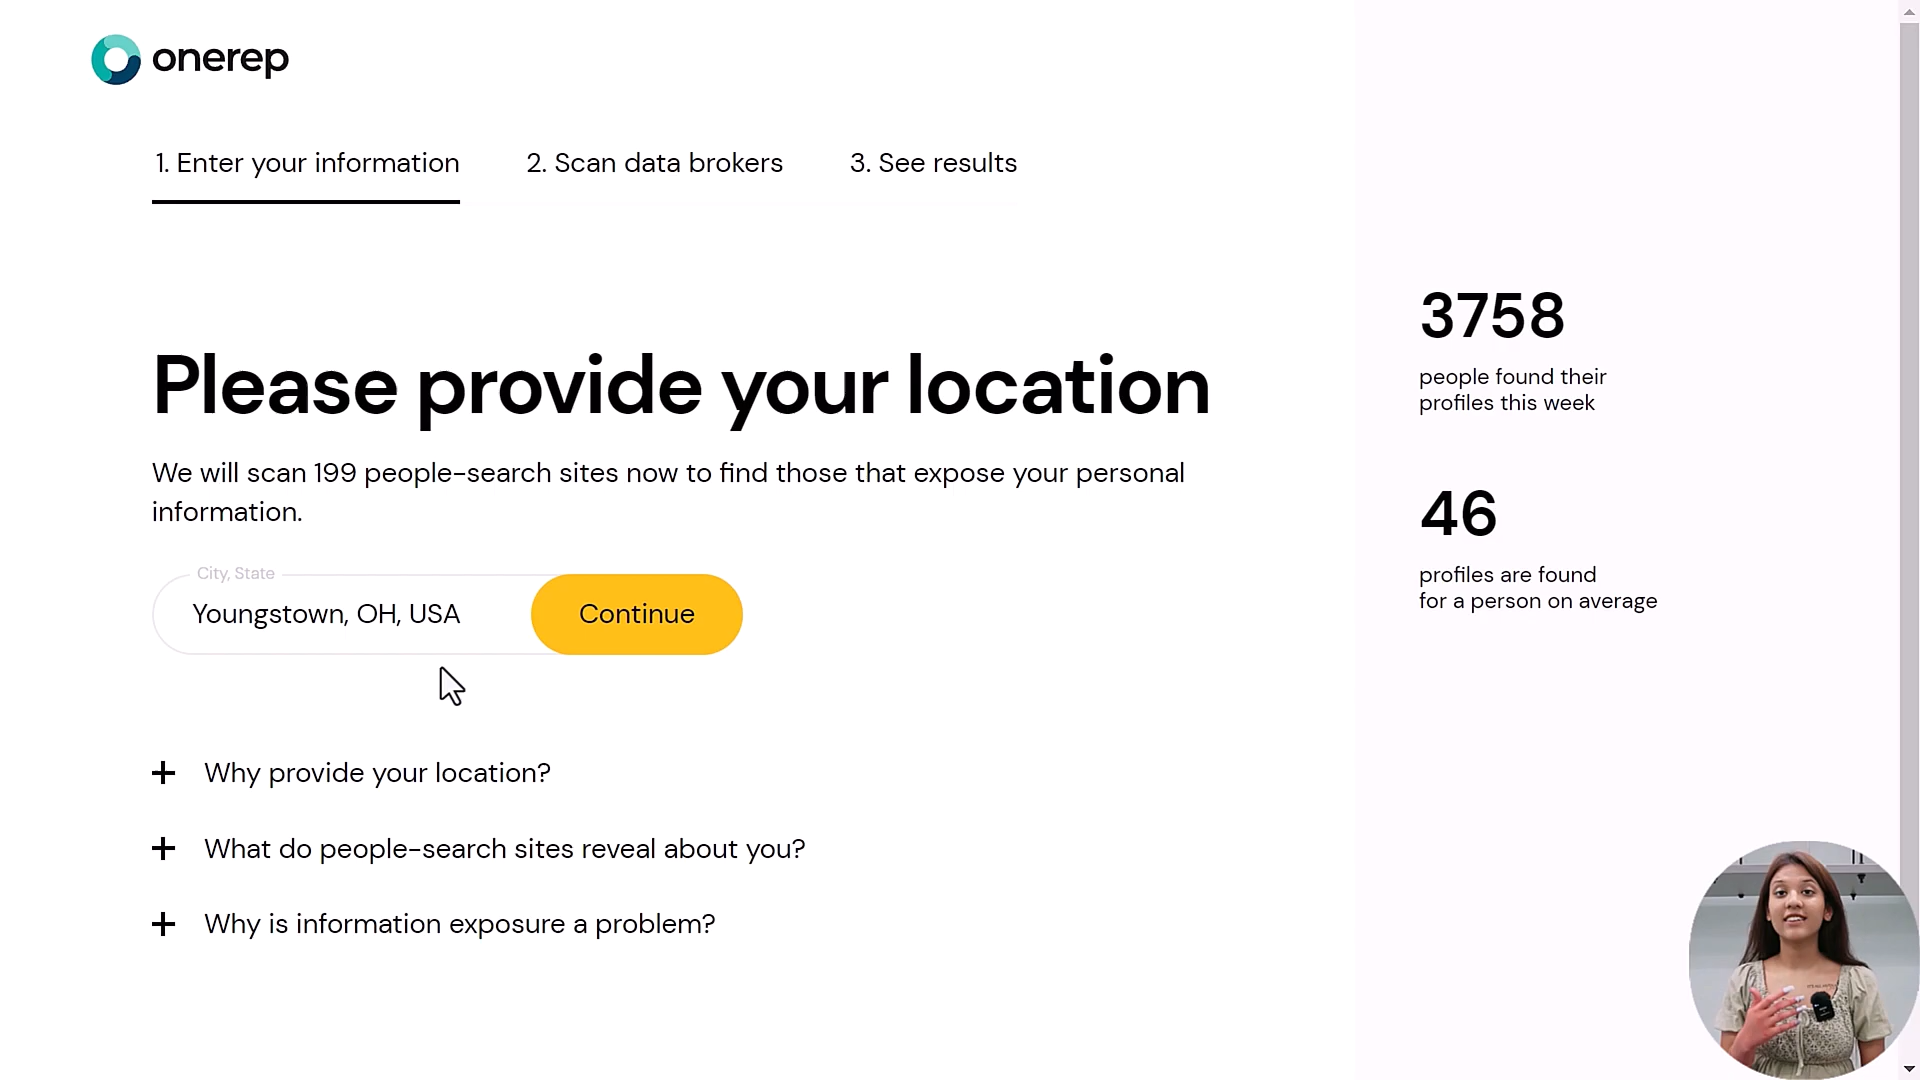 onerep
1. Enter your information
2. Scan data brokers
3. See results
Please provide your location
We will scan 199 people-search sites now to find those that expose your personal
information.
City, State
Youngstown, OH, USA
Continue
+ Why provide your location?
+ What do people-search sites reveal about you?
+ Why is information exposure a problem?
3758
people found their
profiles this week
46
profiles are found
for a person on average